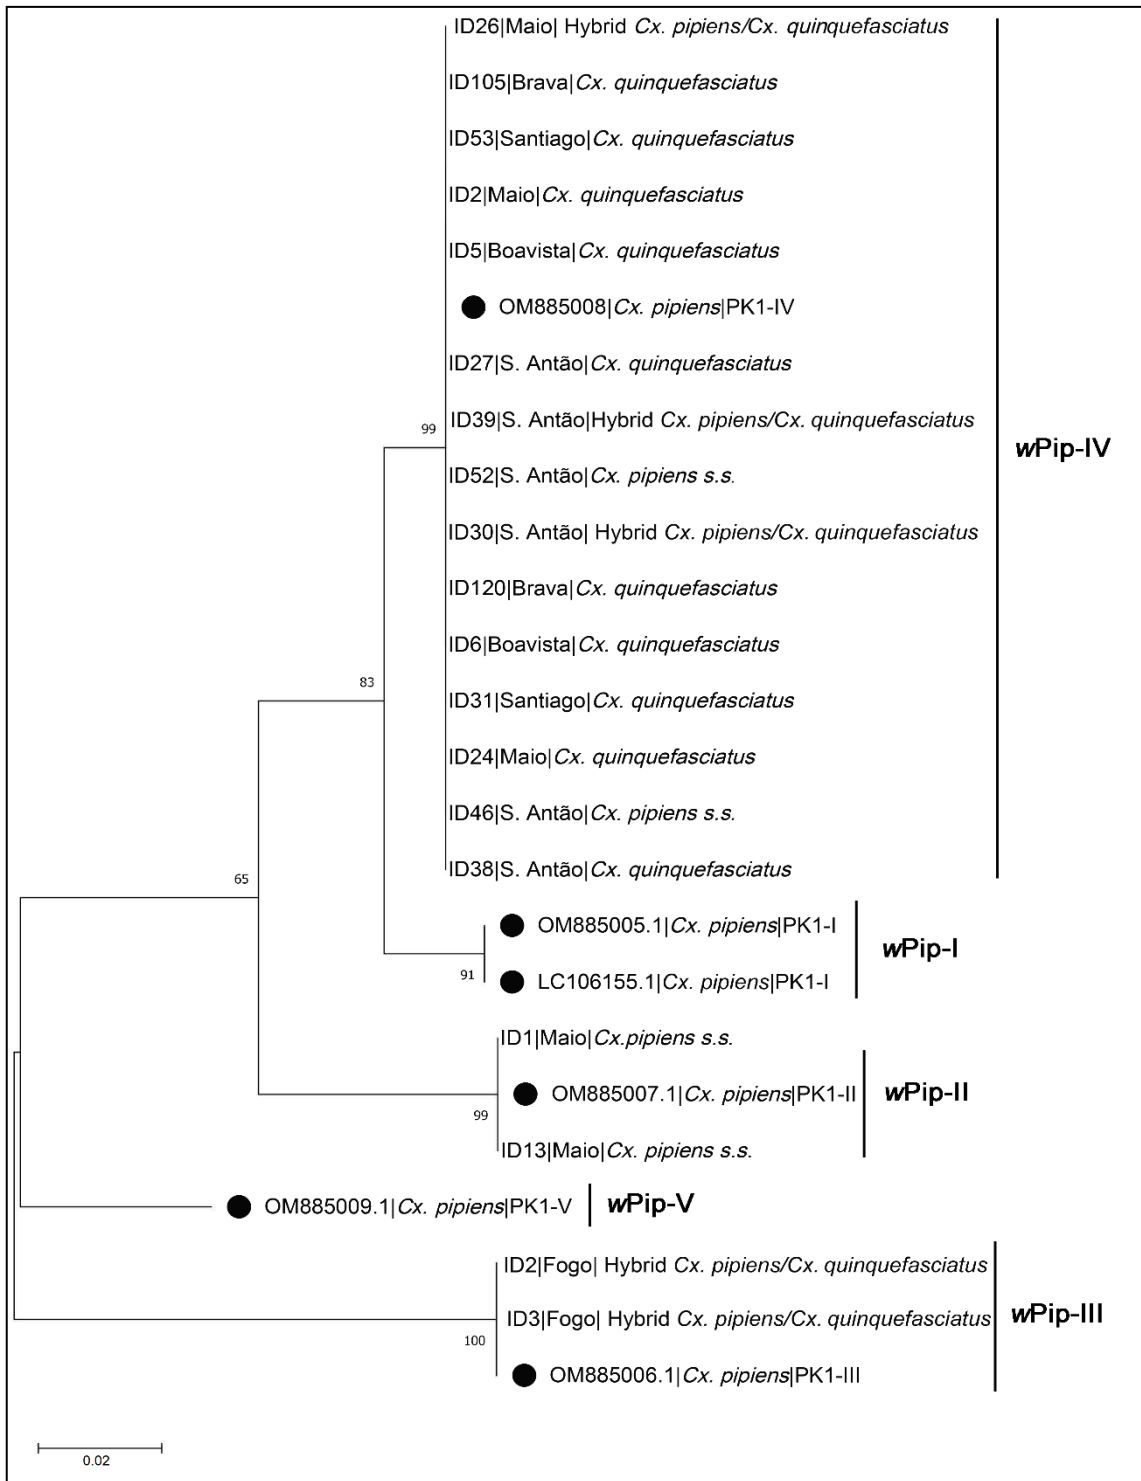 ID26|Maio| Hybrid Cx. pipiens/Cx. quinquefasciatus
ID105|Brava|Cx. quinquefasciatus
ID53|Santiago|Cx. quinquefasciatus
ID2|Maio|Cx. quinquefasciatus
ID5|Boavista|Cx. quinquefasciatus
OM885008|Cx. pipiens|PK1-IV
ID27|S. Antão|Cx. quinquefasciatus
ID39|S. Antão|Hybrid Cx. pipiens/Cx. quinquefasciatus
99
wPip-IV
ID52|S. Antão|Cx. pipiens s.s.
ID30|S. Antão| Hybrid Cx. pipiens/Cx. quinquefasciatus
ID120|Brava|Cx. quinquefasciatus
ID6|Boavista|Cx. quinquefasciatus
83
ID31|Santiago|Cx. quinquefasciatus
ID24|Maio|Cx. quinquefasciatus
ID46|S. Antão|Cx. pipiens s.s.
ID38|S. Antão|Cx. quinquefasciatus
65
OM885005.1|Cx. pipiens|PK1-I
wPip-I
91
LC106155.1|Cx. pipiens|PK1-I
ID1|Maio|Cx.pipiens s.s.
OM885007.1|Cx. pipiens|PK1-II
wPip-II
99
ID13|Maio|Cx. pipiens s.s.
OM885009.1|Cx. pipiens|PK1-V
wPip-V
ID2|Fogo| Hybrid Cx. pipiens/Cx. quinquefasciatus
ID3|Fogo| Hybrid Cx. pipiens/Cx. quinquefasciatus
wPip-III
100
OM885006.1|Cx. pipiens|PK1-III
0.02